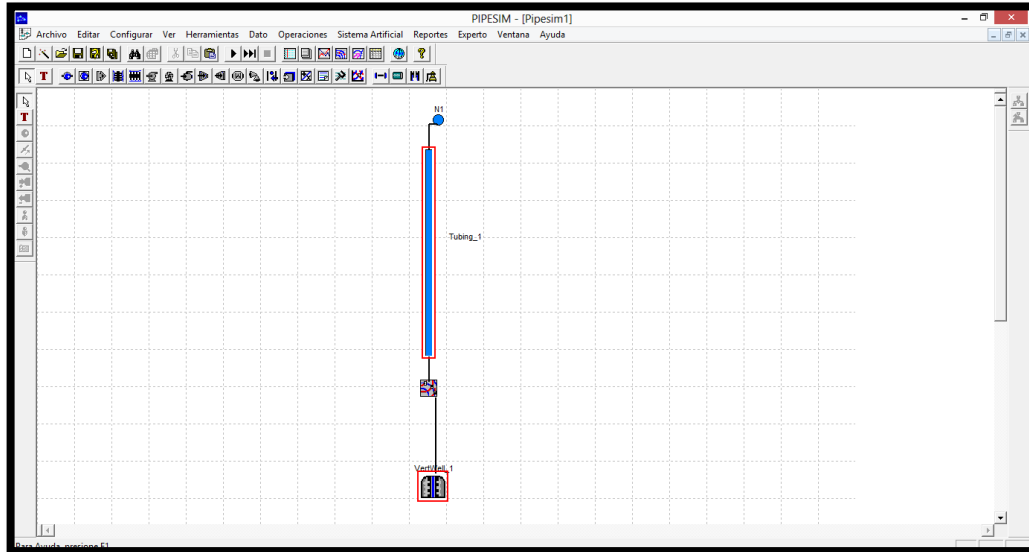 PIPESIM - [Pipesim1]
Archivo Editar Configurar Ver Herramientas Dato Operaciones Sistema Artificial Reportes Experto Ventana Ayuda
T
T
N1
Tubing_1
VertWell_1
Para Ayuda, presione F1